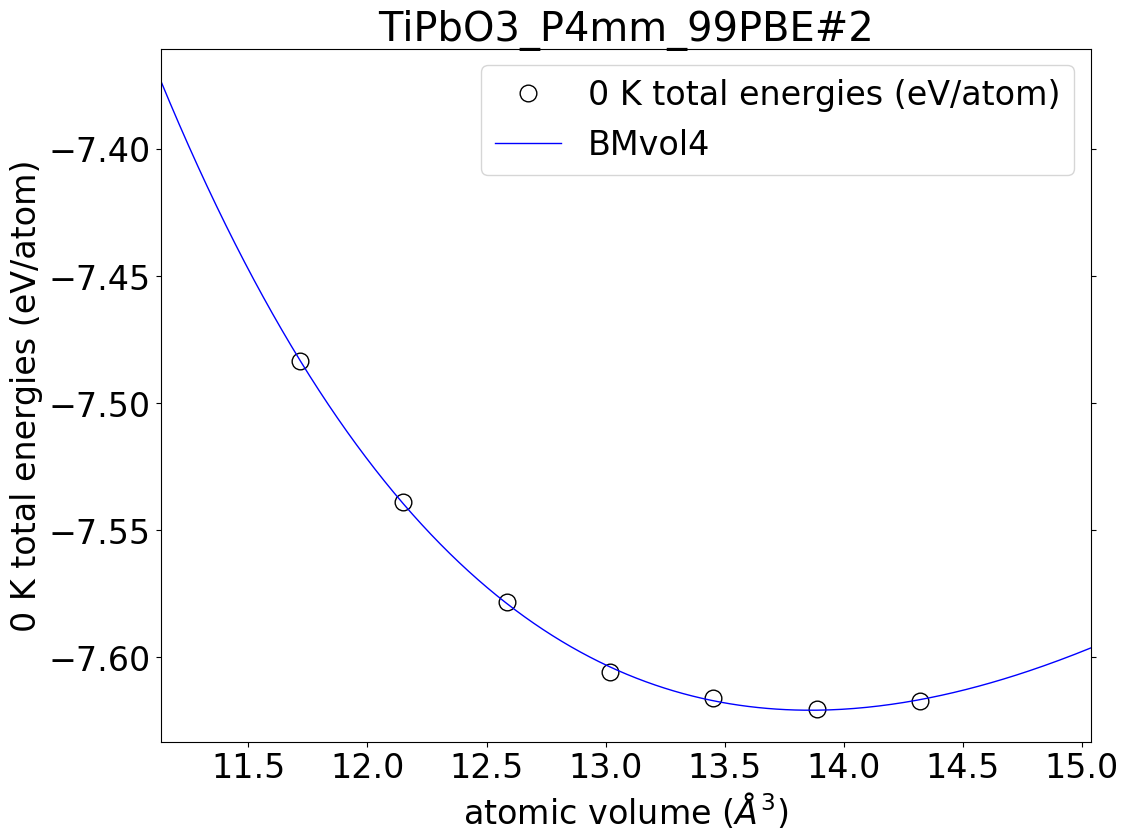 TiPbO3_P4mm_99PBE#2
0 K total energies (eV/atom)
BMvol4
0 K total energies (eV/atom)
−7.40
−7.45
−7.50
−7.55
−7.60
11.5 12.0 12.5 13.0 13.5 14.0 14.5 15.0
atomic volume (Å³)